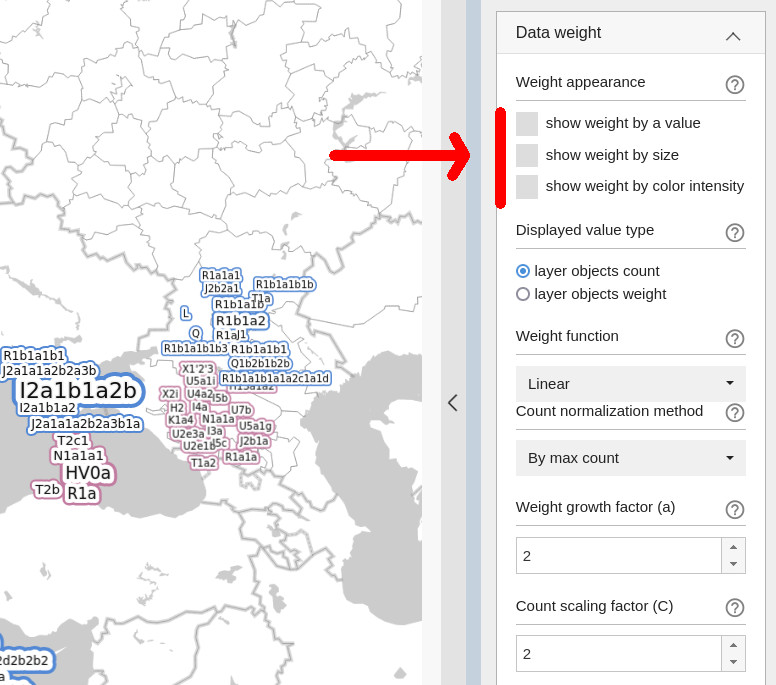 Data weight
Weight appearance
show weight by a value
show weight by size
show weight by color intensity
Displayed value type
layer objects count
layer objects weight
Weight function
Linear
Count normalization method
By max count
Weight growth factor (a)
2
Count scaling factor (C)
2
R1a1a1
J2b2a1
R1b1a1b1b
T1a
R1b1a1b
L
R1b1a2
Q
R1a
J1
R1b1a1b1b3
R1b1a1b1
Q1b2b1b2b
R1b1a1b1a1a2c1a1d
R1b1a1b1
J2a1a1a2b2a3b
I2a1b1a2b
I2a1b1a2
J2a1a1a2b2a3b1a
T2c1
N1a1a1
HV0a
T2b
R1a
X1'2'3
U5a1i
X2i
U4a2
I5b
H2
I4a
U7b
K1a4
N1a1a
U5a1g
U2e3a
I3a
U2e1b
J2b1a
R1a1a
T1a2
2d2b2b2
a